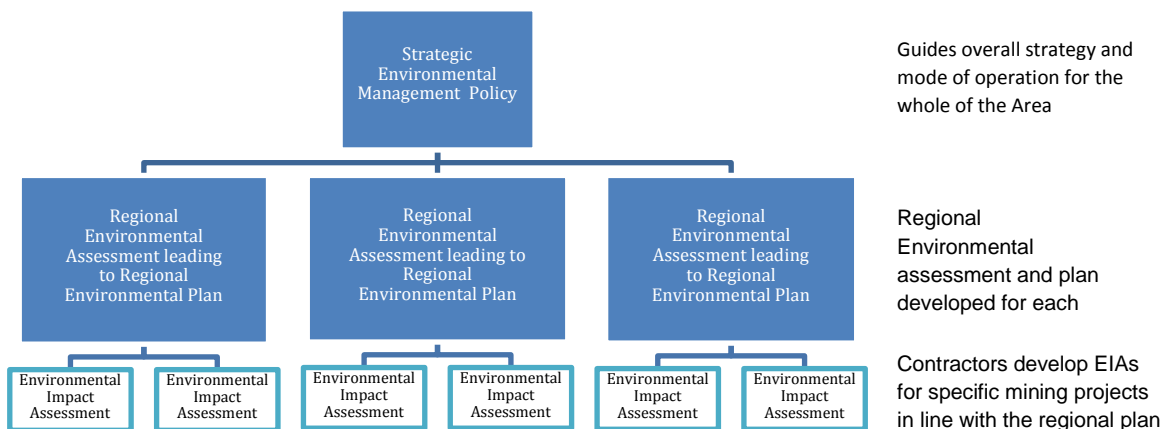 Strategic
Environmental
Management Policy
Guides overall strategy and
mode of operation for the
whole of the Area
Regional
Environmental
Assessment leading
to Regional
Environmental Plan
Regional
Environmental
Assessment leading to
Regional
Environmental Plan
Regional
Environmental
Assessment leading
to Regional
Environmental Plan
Regional
Environmental
assessment and plan
developed for each
Environmental
Impact
Assessment
Environmental
Impact
Assessment
Environmental
Impact
Assessment
Environmental
Impact
Assessment
Environmental
Impact
Assessment
Environmental
Impact
Assessment
Contractors develop EIAs
for specific mining projects
in line with the regional plan